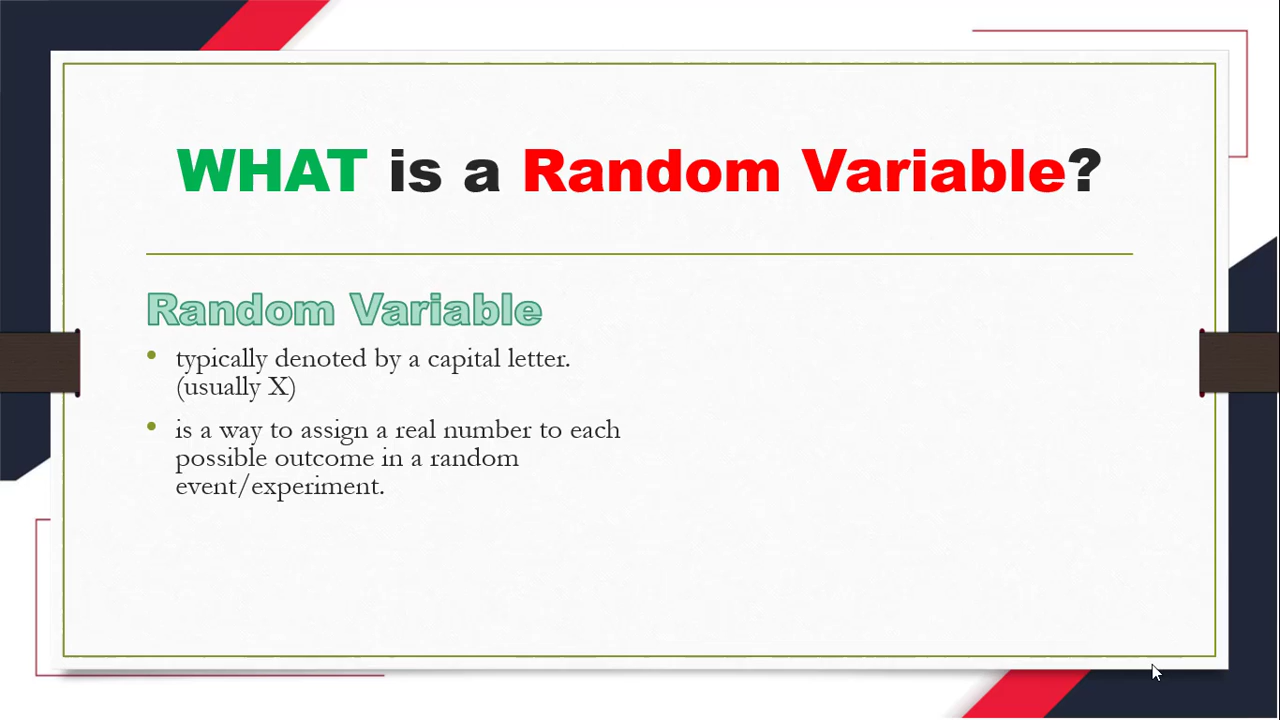 WHAT is a Random Variable?
Random Variable
• typically denoted by a capital letter.
(usually X)
• is a way to assign a real number to each
possible outcome in a random
event/experiment.